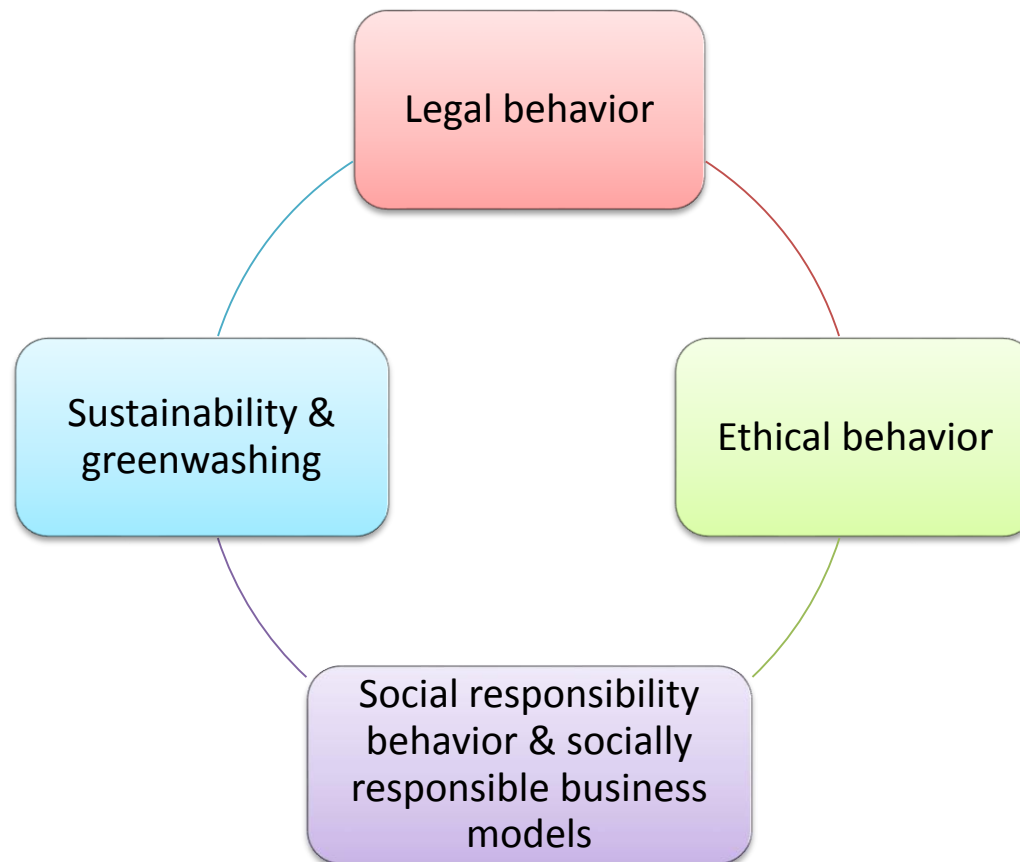 Legal behavior
Ethical behavior
Social responsibility
behavior & socially
responsible business
models
Sustainability &
greenwashing